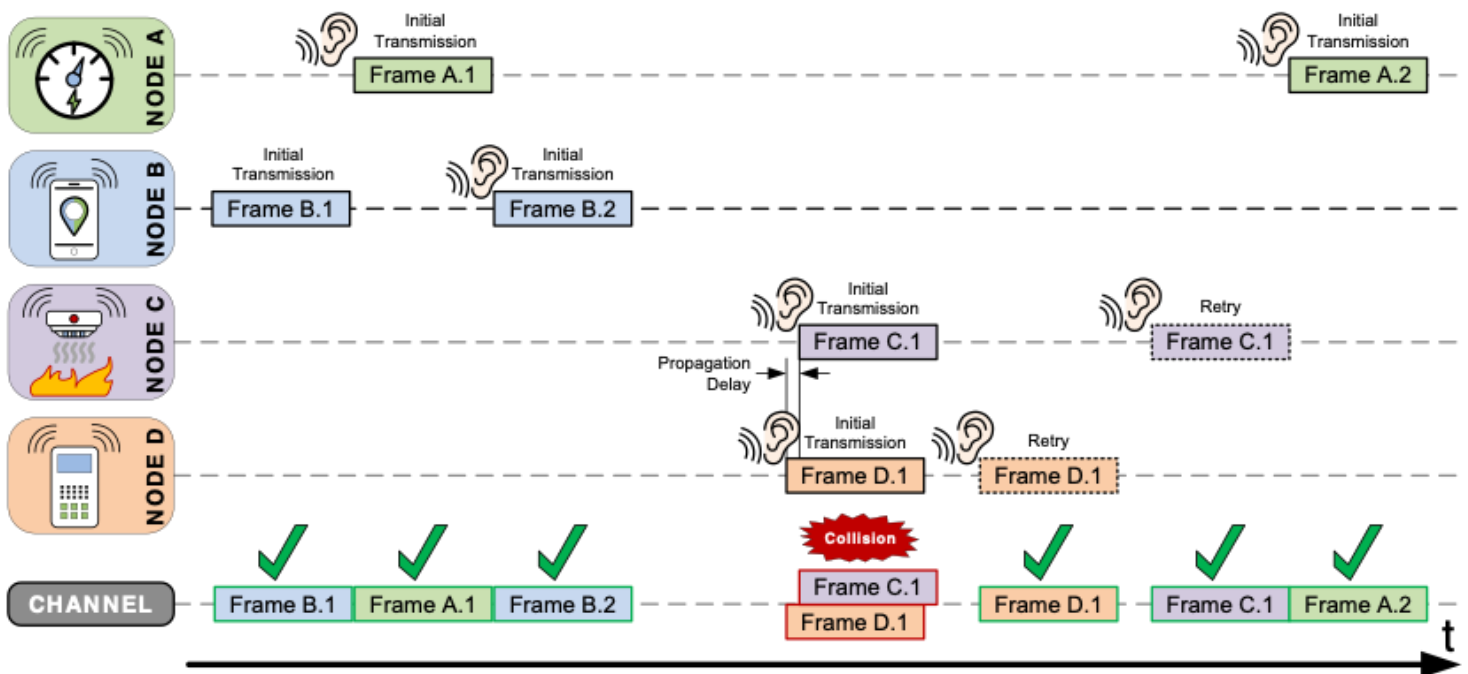 NODE A
Initial
Transmission
Frame A.1
Initial
Transmission
Frame A.2
NODE B
Initial
Transmission
Frame B.1
Initial
Transmission
Frame B.2
NODE C
Initial
Transmission
Frame C.1
Retry
Frame C.1
Propagation
Delay
NODE D
Initial
Transmission
Frame D.1
Retry
Frame D.1
Collision
CHANNEL
Frame B.1
Frame A.1
Frame B.2
Frame C.1
Frame D.1
Frame D.1
Frame C.1
Frame A.2
t